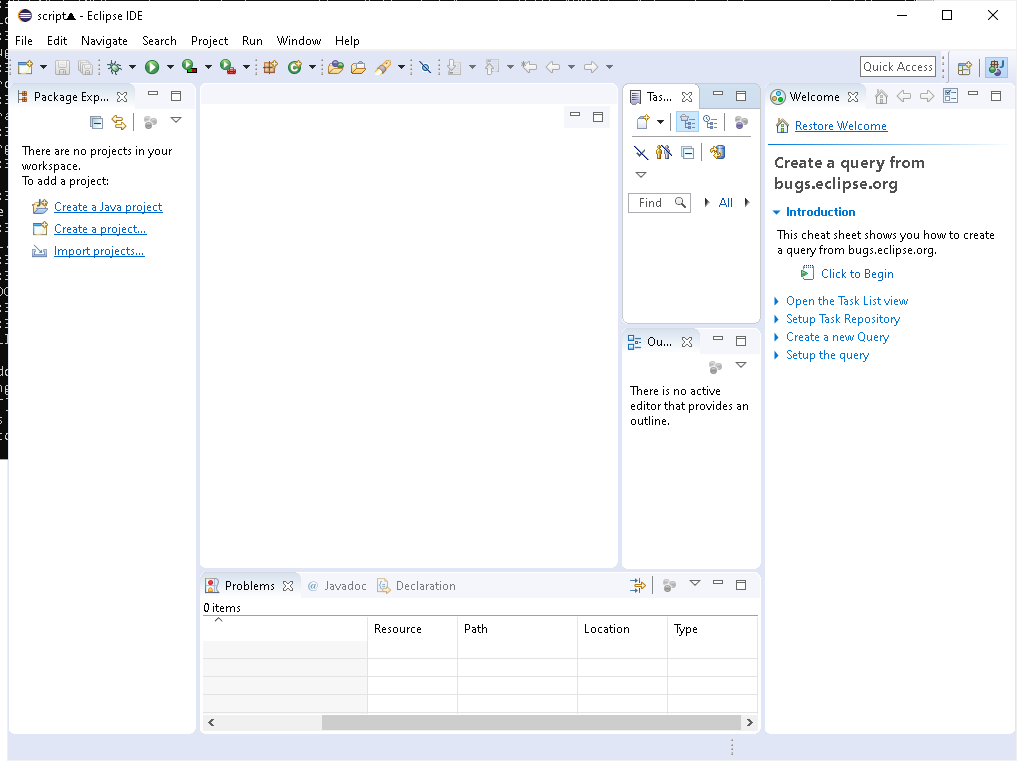 script▲ - Eclipse IDE
File Edit Navigate Search Project Run Window Help
Quick Access
Package Exp...
There are no projects in your
workspace.
To add a project:
Create a Java project
Create a project...
Import projects...
Tas...
Find
All
Ou...
There is no active
editor that provides an
outline.
Welcome
Restore Welcome
Create a query from
bugs.eclipse.org
Introduction
This cheat sheet shows you how to create
a query from bugs.eclipse.org.
Click to Begin
Open the Task List view
Setup Task Repository
Create a new Query
Setup the query
Problems @ Javadoc Declaration
0 items
Resource Path Location Type